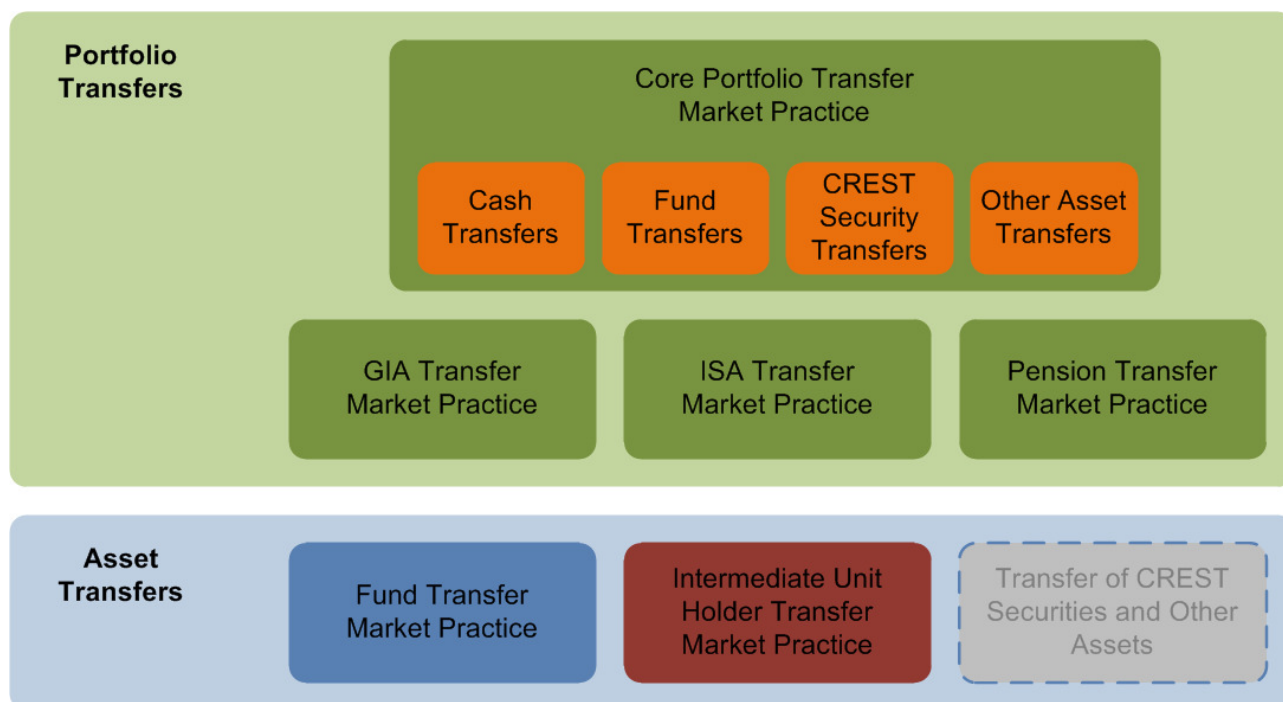 Portfolio
Transfers
Core Portfolio Transfer
Market Practice
Cash
Transfers
Fund
Transfers
CREST
Security
Transfers
Other Asset
Transfers
GIA Transfer
Market Practice
ISA Transfer
Market Practice
Pension Transfer
Market Practice
Asset
Transfers
Fund Transfer
Market Practice
Intermediate Unit
Holder Transfer
Market Practice
Transfer of CREST
Securities and Other
Assets